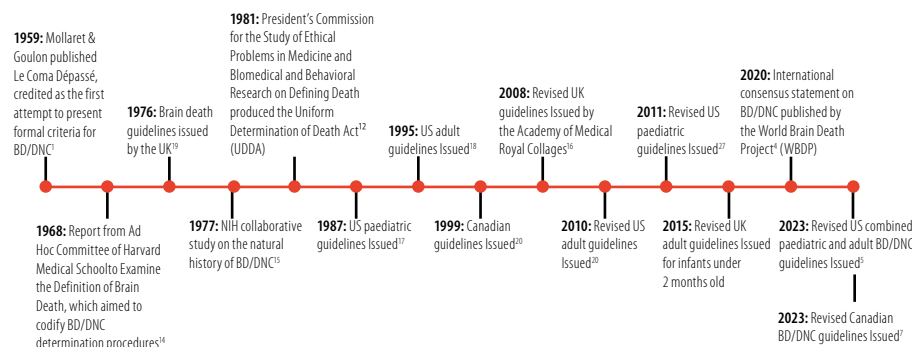 1959: Mollaret &
Goulon published
Le Coma Dépassé,
credited as the first
attempt to present
formal criteria for
BD/DNC¹
1968: Report from Ad
Hoc Committee of Harvard
Medical Schoolto Examine
the Definition of Brain
Death, which aimed to
codify BD/DNC
determination procedures¹⁴
1976: Brain death
guidelines issued
by the UK¹⁹
1977: NIH collaborative
study on the natural
history of BD/DNC¹⁵
1981: President’s Commission
for the Study of Ethical
Problems in Medicine and
Biomedical and Behavioral
Research on Defining Death
produced the Uniform
Determination of Death Act¹²
(UDDA)
1987: US paediatric
guidelines Issued¹⁷
1995: US adult
guidelines Issued¹⁸
1999: Canadian
guidelines Issued²⁰
2008: Revised UK
guidelines Issued by
the Academy of Medical
Royal Collages¹⁶
2010: Revised US
adult guidelines
Issued²⁰
2011: Revised US
paediatric
guidelines Issued²⁷
2015: Revised UK
adult guidelines Issued
for infants under
2 months old
2020: International
consensus statement on
BD/DNC published by
the World Brain Death
Project⁴ (WBDP)
2023: Revised US combined
paediatric and adult BD/DNC
guidelines Issued⁵
2023: Revised Canadian
BD/DNC guidelines Issued⁷